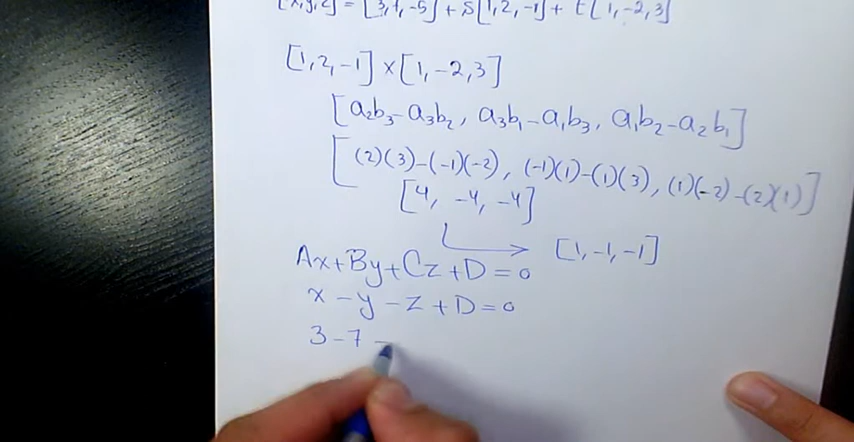 [x,y,z] = [3,7,-5] + s[1,2,-1] + t[1,-2,3]
[1,2,-1] x [1,-2,3]
[a₂b₃-a₃b₂, a₃b₁-a₁b₃, a₁b₂-a₂b₁]
[(2)(3)-(-1)(-2), (-1)(1)-(1)(3), (1)(-2)-(2)(1)]
[4, -4, -4]
[1,-1,-1]
Ax+By+Cz+D=0
x-y-z+D=0
3-7-